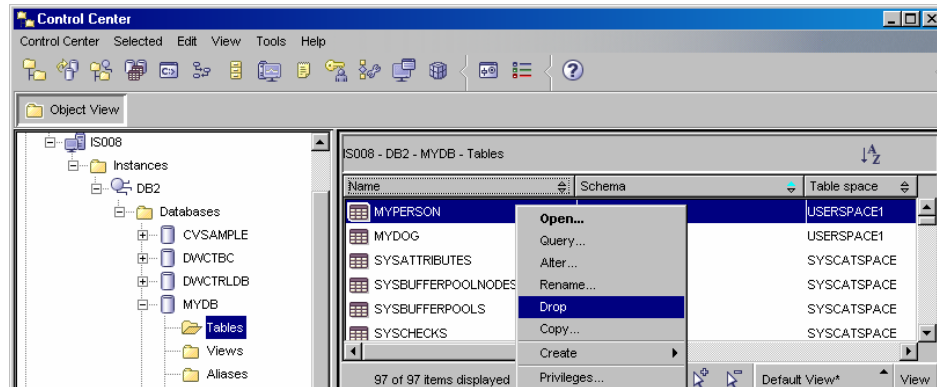 Control Center
Control Center Selected Edit View Tools Help
Object View
IS008
Instances
DB2
Databases
CVSAMPLE
DWCTBC
DWCTRLDB
MYDB
Tables
Views
Aliases
IS008 - DB2 - MYDB - Tables
Name Schema Table space
MYPERSON USERSPACE1
MYDOG USERSPACE1
SYSATTRIBUTES SYSCATSPACE
SYSBUFFERPOOLNODES SYSCATSPACE
SYSBUFFERPOOLS SYSCATSPACE
SYSCHECKS SYSCATSPACE
Open...
Query...
Alter...
Rename...
Drop
Copy...
Create
Privileges...
97 of 97 items displayed
Default View* View